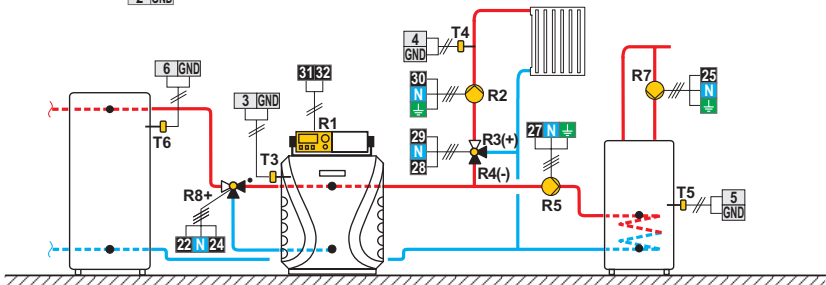 2 GND
6 GND
T6
3 GND
T3
31 32
R1
R8+
22 N 24
4
GND
T4
30
N
R2
29
N
28
R3(+)
R4(-)
27 N
R5
R7
25
N
T5
5
GND